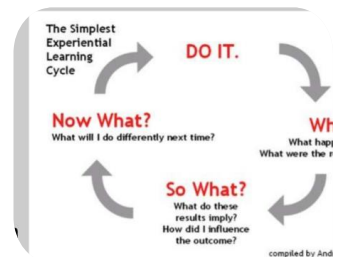 The Simplest
Experiential
Learning
Cycle
DO IT.
What happ
What were the
So What?
What do these
results imply?
How did I influence
the outcome?
Now What?
What will I do differently next time?
compiled by